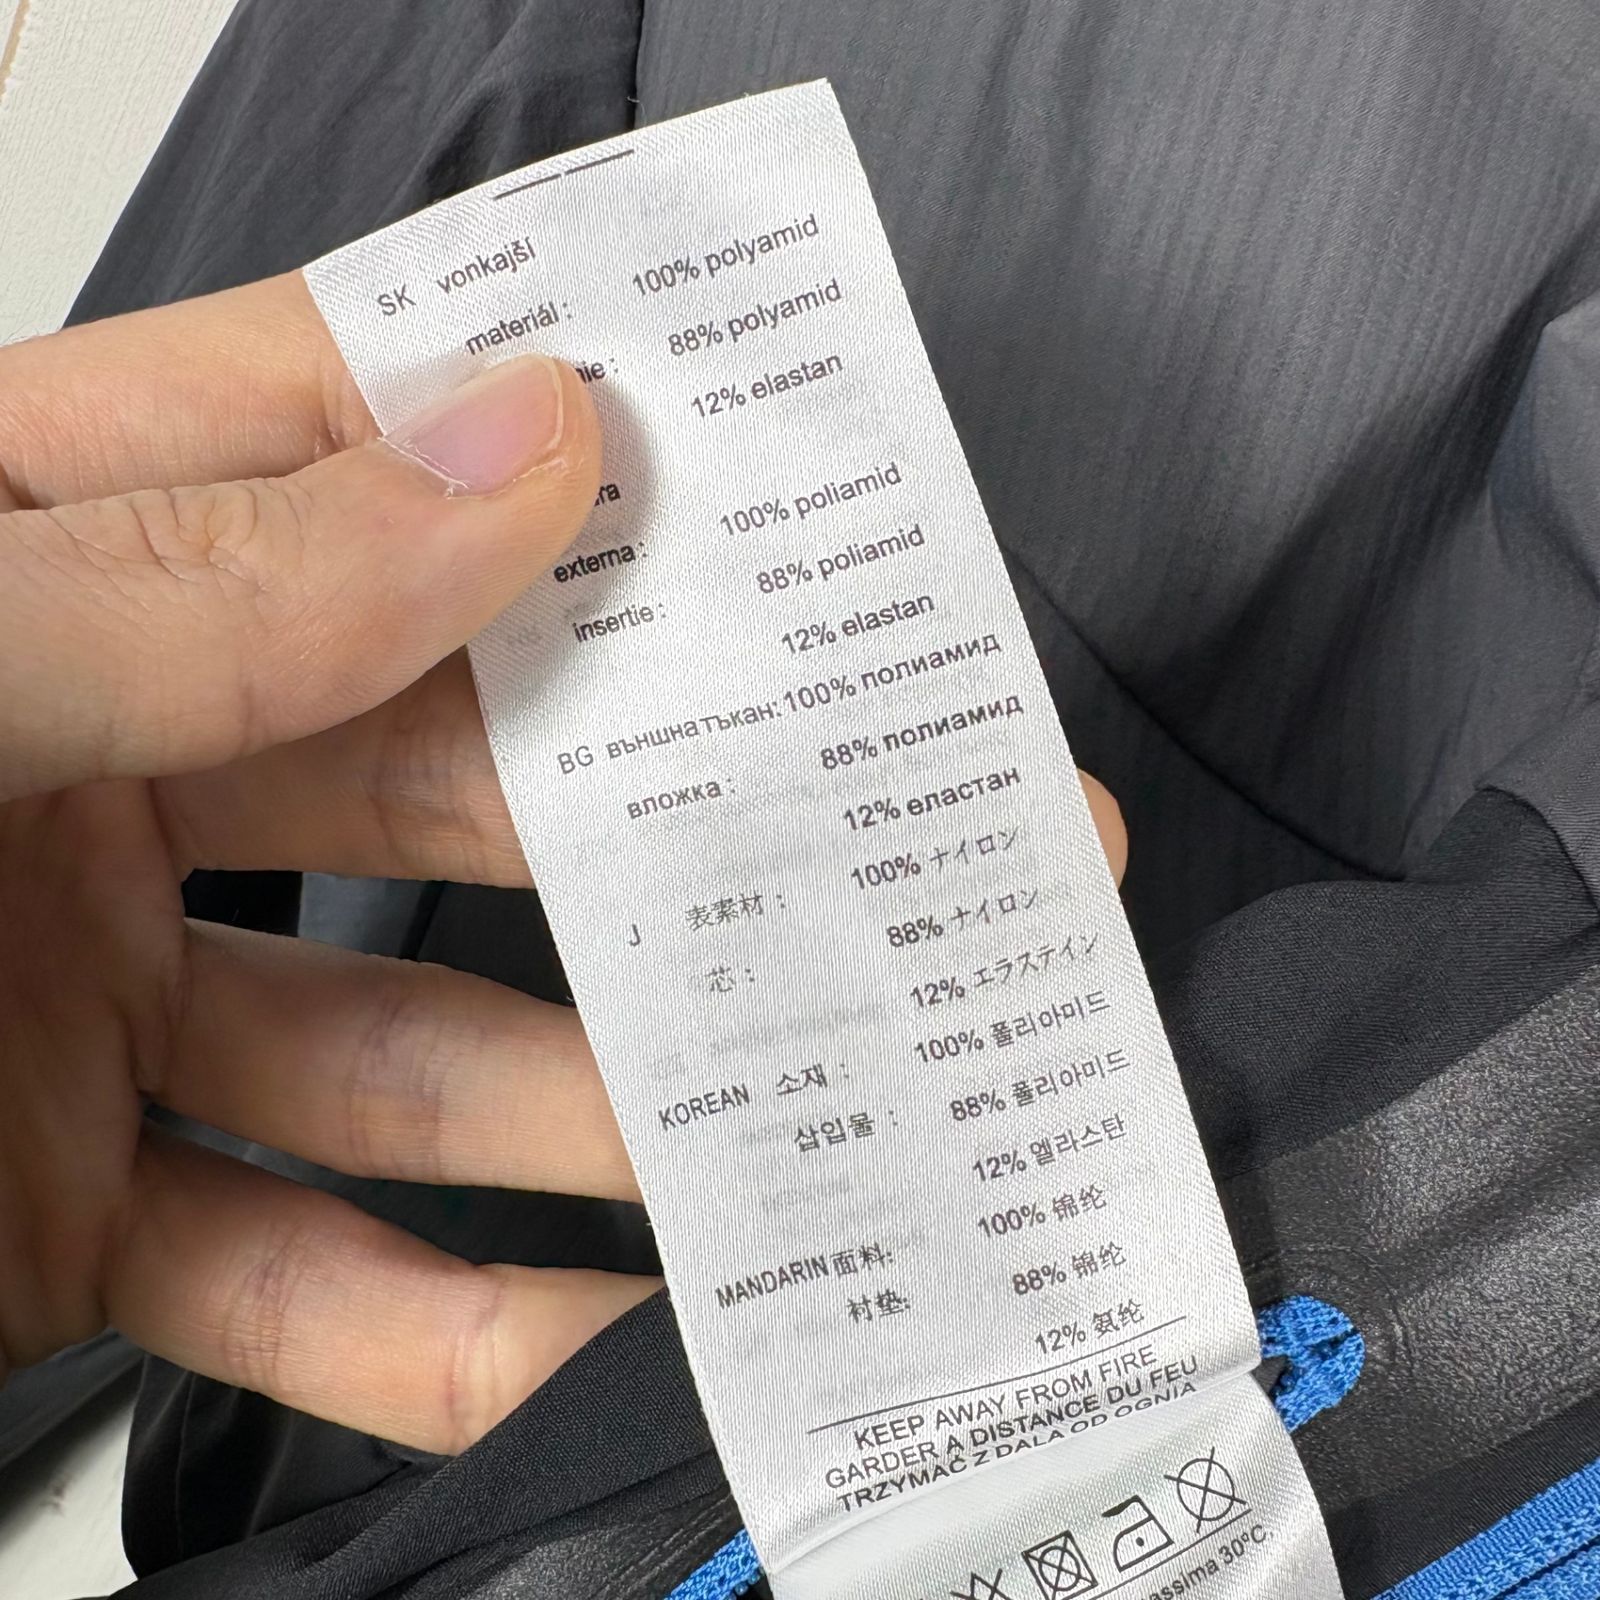 SK vonkajší
materiál : 100% polyamid
nie : 88% polyamid
12% elastan
externa : 100% poliamid
insertie : 88% poliamid
12% elastan
BG външна тъкан: 100% полиамид
вложка : 88% полиамид
12% еластан
J 表素材 : 100% ナイロン
芯 : 88% ナイロン
12% エラステイン
KOREAN 소재 : 100% 폴리아미드
삽입물 : 88% 폴리아미드
12% 엘라스탄
MANDARIN 面料: 100% 锦纶
衬垫: 88% 锦纶
12% 氨纶
KEEP AWAY FROM FIRE
GARDER À DISTANCE DU FEU
TRZYMAĆ Z DALA OD OGNIA
30°C.